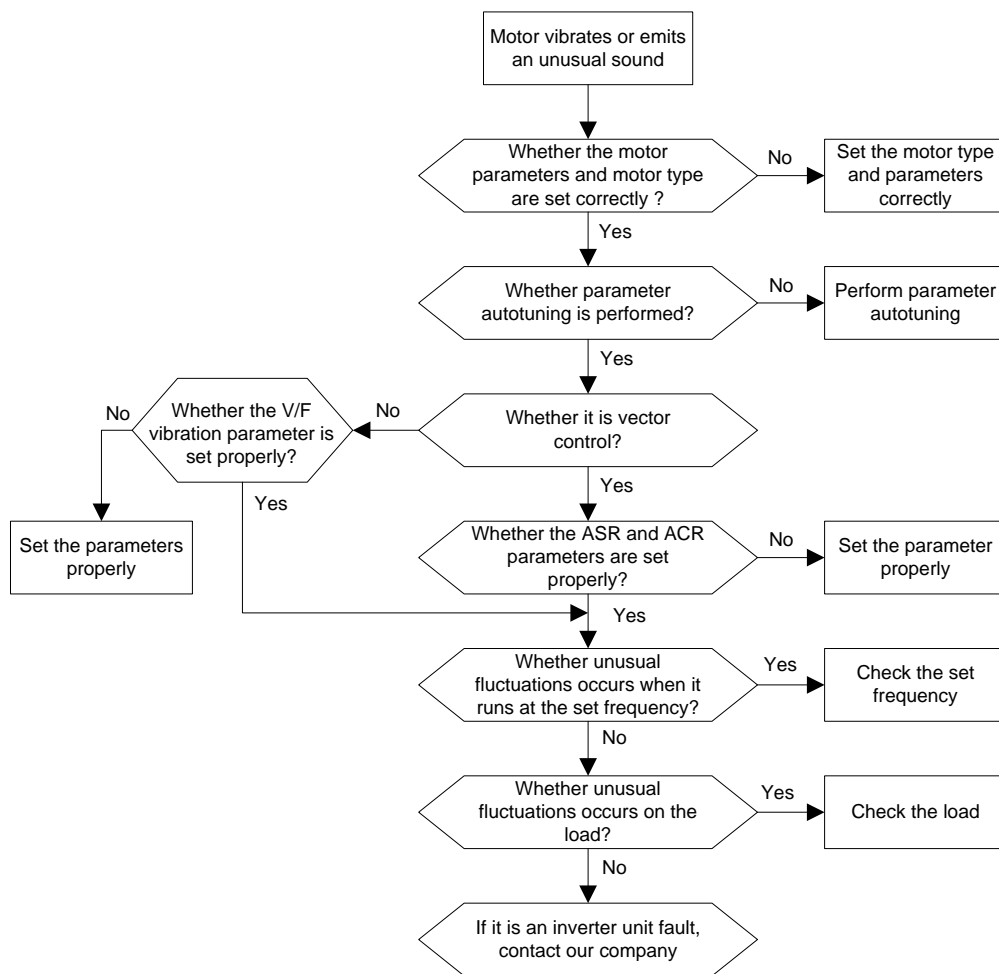 Motor vibrates or emits
an unusual sound
Whether the motor
parameters and motor type
are set correctly ?
No
Set the motor type
and parameters
correctly
Yes
Whether parameter
autotuning is performed?
No
Perform parameter
autotuning
Yes
Whether it is vector
control?
No
Whether the V/F
vibration parameter is
set properly?
No
Set the parameters
properly
Yes
Yes
Whether the ASR and ACR
parameters are set
properly?
No
Set the parameter
properly
Yes
Whether unusual
fluctuations occurs when it
runs at the set frequency?
Yes
Check the set
frequency
No
Whether unusual
fluctuations occurs on the
load?
Yes
Check the load
No
If it is an inverter unit fault,
contact our company